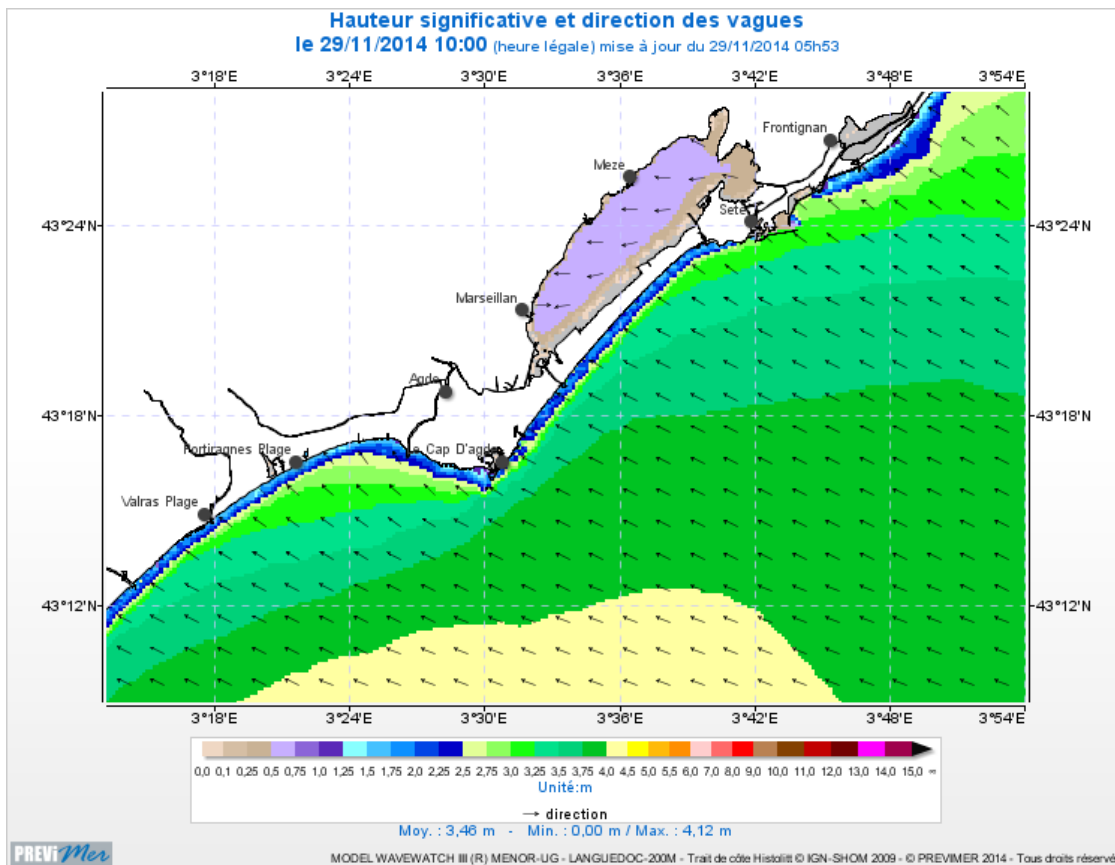 Hauteur significative et direction des vagues
le 29/11/2014 10:00 (heure légale) mise à jour du 29/11/2014 05h53
3°18'E 3°24'E 3°30'E 3°36'E 3°42'E 3°48'E 3°54'E
Frontignan
Meze
Sete
43°24'N 43°24'N
Marseillan
Agde
43°18'N 43°18'N
Portiragnes Plage
Le Cap D'agde
Valras Plage
43°12'N 43°12'N
3°18'E 3°24'E 3°30'E 3°36'E 3°42'E 3°48'E 3°54'E
0,0 0,1 0,25 0,5 0,75 1,0 1,25 1,5 1,75 2,0 2,25 2,5 2,75 3,0 3,25 3,5 3,75 4,0 4,5 5,0 5,5 6,0 7,0 8,0 9,0 10,0 11,0 12,0 13,0 14,0 15,0 ∞
Unité:m
→ direction
Moy. : 3,46 m - Min. : 0,00 m / Max. : 4,12 m
PREVIMER
MODEL WAVEWATCH III (R) MENOR-UG - LANGUEDOC-200M - Trait de côte Histolitt © IGN-SHOM 2009 - © PREVIMER 2014 - Tous droits réservé